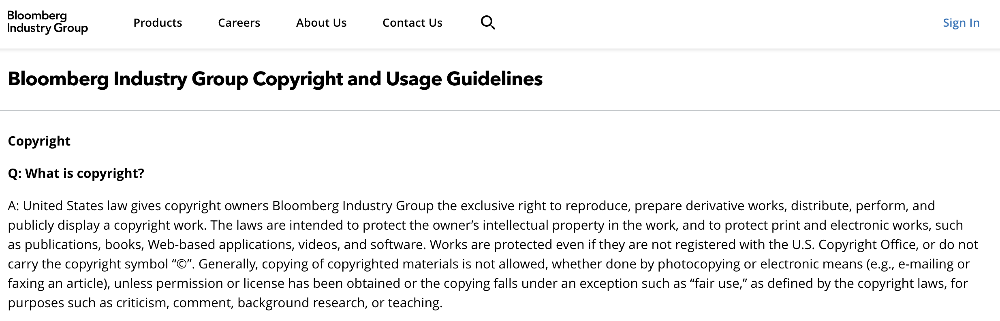 Bloomberg
Industry Group
Products
Careers
About Us
Contact Us
Sign In
Bloomberg Industry Group Copyright and Usage Guidelines
Copyright
Q: What is copyright?
A: United States law gives copyright owners Bloomberg Industry Group the exclusive right to reproduce, prepare derivative works, distribute, perform, and
publicly display a copyright work. The laws are intended to protect the owner’s intellectual property in the work, and to protect print and electronic works, such
as publications, books, Web-based applications, videos, and software. Works are protected even if they are not registered with the U.S. Copyright Office, or do not
carry the copyright symbol “©”. Generally, copying of copyrighted materials is not allowed, whether done by photocopying or electronic means (e.g., e-mailing or
faxing an article), unless permission or license has been obtained or the copying falls under an exception such as “fair use,” as defined by the copyright laws, for
purposes such as criticism, comment, background research, or teaching.